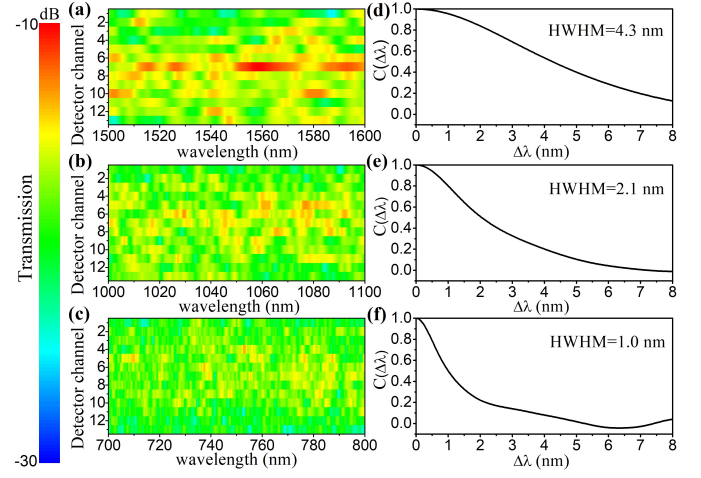 dB
-10
Transmission
-30
(a)
Detector channel
2
4
6
8
10
12
1500 1520 1540 1560 1580 1600
wavelength (nm)
(d)
HWHM=4.3 nm
C(Δλ)
1.0
0.8
0.6
0.4
0.2
0.0
0 1 2 3 4 5 6 7 8
Δλ (nm)
(b)
Detector channel
2
4
6
8
10
12
1000 1020 1040 1060 1080 1100
wavelength (nm)
(e)
HWHM=2.1 nm
C(Δλ)
1.0
0.8
0.6
0.4
0.2
0.0
0 1 2 3 4 5 6 7 8
Δλ (nm)
(c)
Detector channel
2
4
6
8
10
12
700 720 740 760 780 800
wavelength (nm)
(f)
HWHM=1.0 nm
C(Δλ)
1.0
0.8
0.6
0.4
0.2
0.0
0 1 2 3 4 5 6 7 8
Δλ (nm)